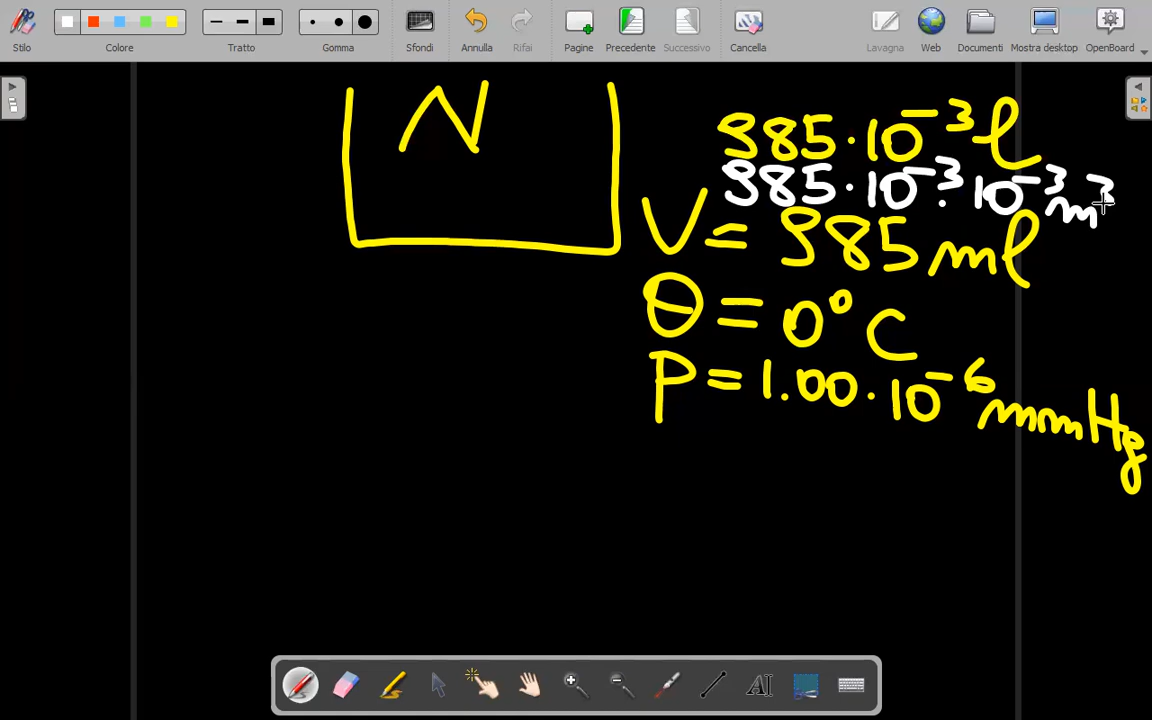 Stilo Colore Tratto Gomma Sfondi Annulla Rifai Pagine Precedente Successivo Cancella Lavagna Web Documenti Mostra desktop OpenBoard
N
985·10⁻³ l
985·10⁻³·10⁻³ m³
V = 985 ml
θ = 0° C
P = 1.00·10⁻⁶ mmHg
AI